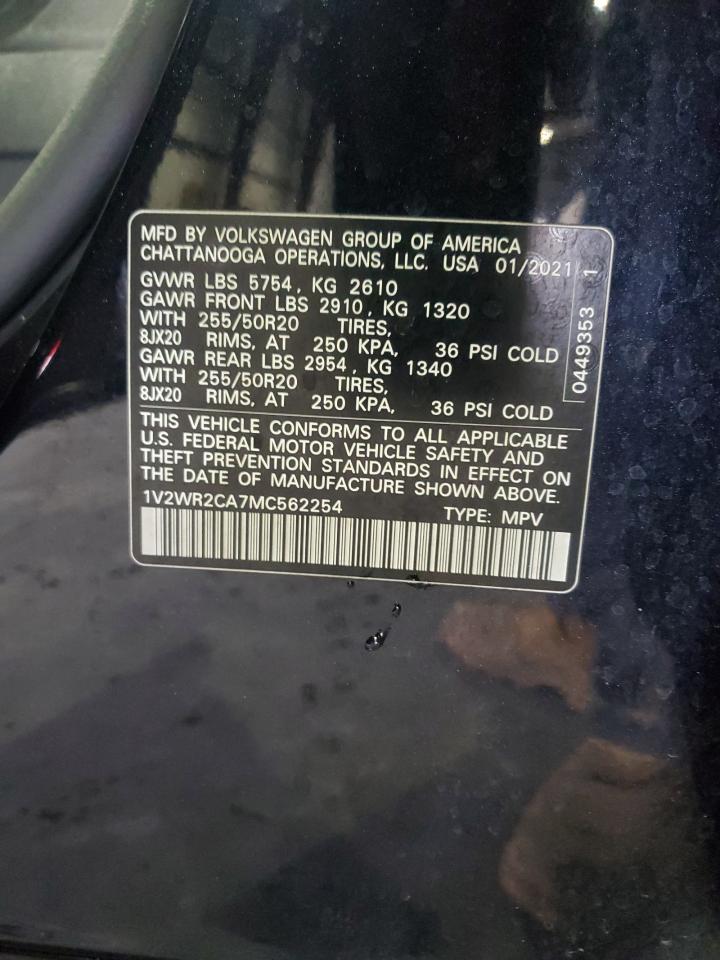 MFD BY VOLKSWAGEN GROUP OF AMERICA
CHATTANOOGA OPERATIONS, LLC. USA 01/2021
GVWR LBS 5754, KG 2610
GAWR FRONT LBS 2910, KG 1320
WITH 255/50R20 TIRES,
8JX20 RIMS, AT 250 KPA, 36 PSI COLD
GAWR REAR LBS 2954, KG 1340
WITH 255/50R20 TIRES,
8JX20 RIMS, AT 250 KPA, 36 PSI COLD
THIS VEHICLE CONFORMS TO ALL APPLICABLE
U.S. FEDERAL MOTOR VEHICLE SAFETY AND
THEFT PREVENTION STANDARDS IN EFFECT ON
THE DATE OF MANUFACTURE SHOWN ABOVE.
1V2WR2CA7MC562254 TYPE: MPV
0449353 1